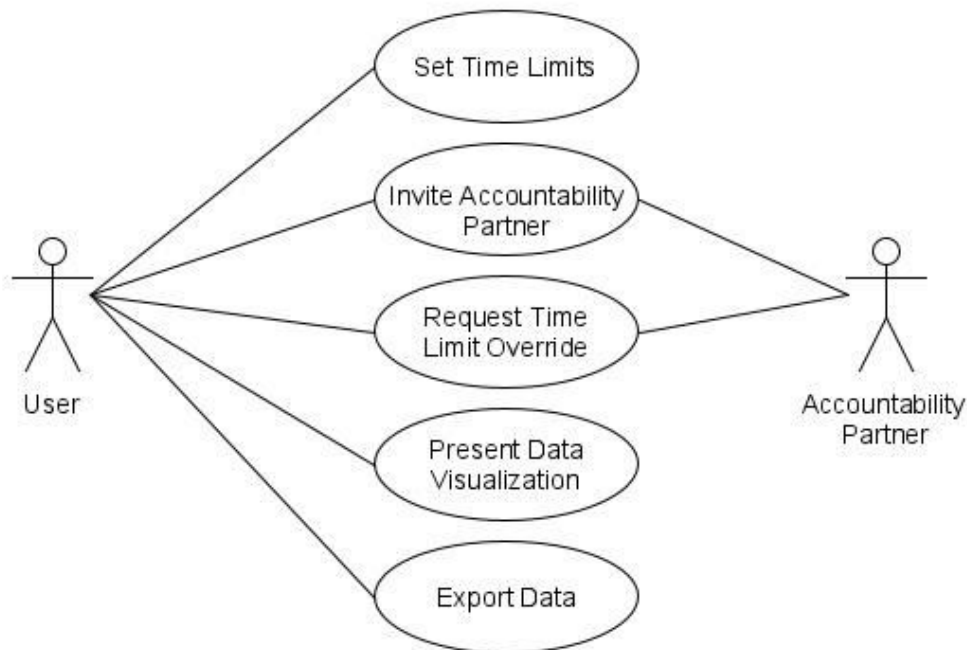 Set Time Limits
Invite Accountability
Partner
Request Time
Limit Override
User
Accountability
Partner
Present Data
Visualization
Export Data